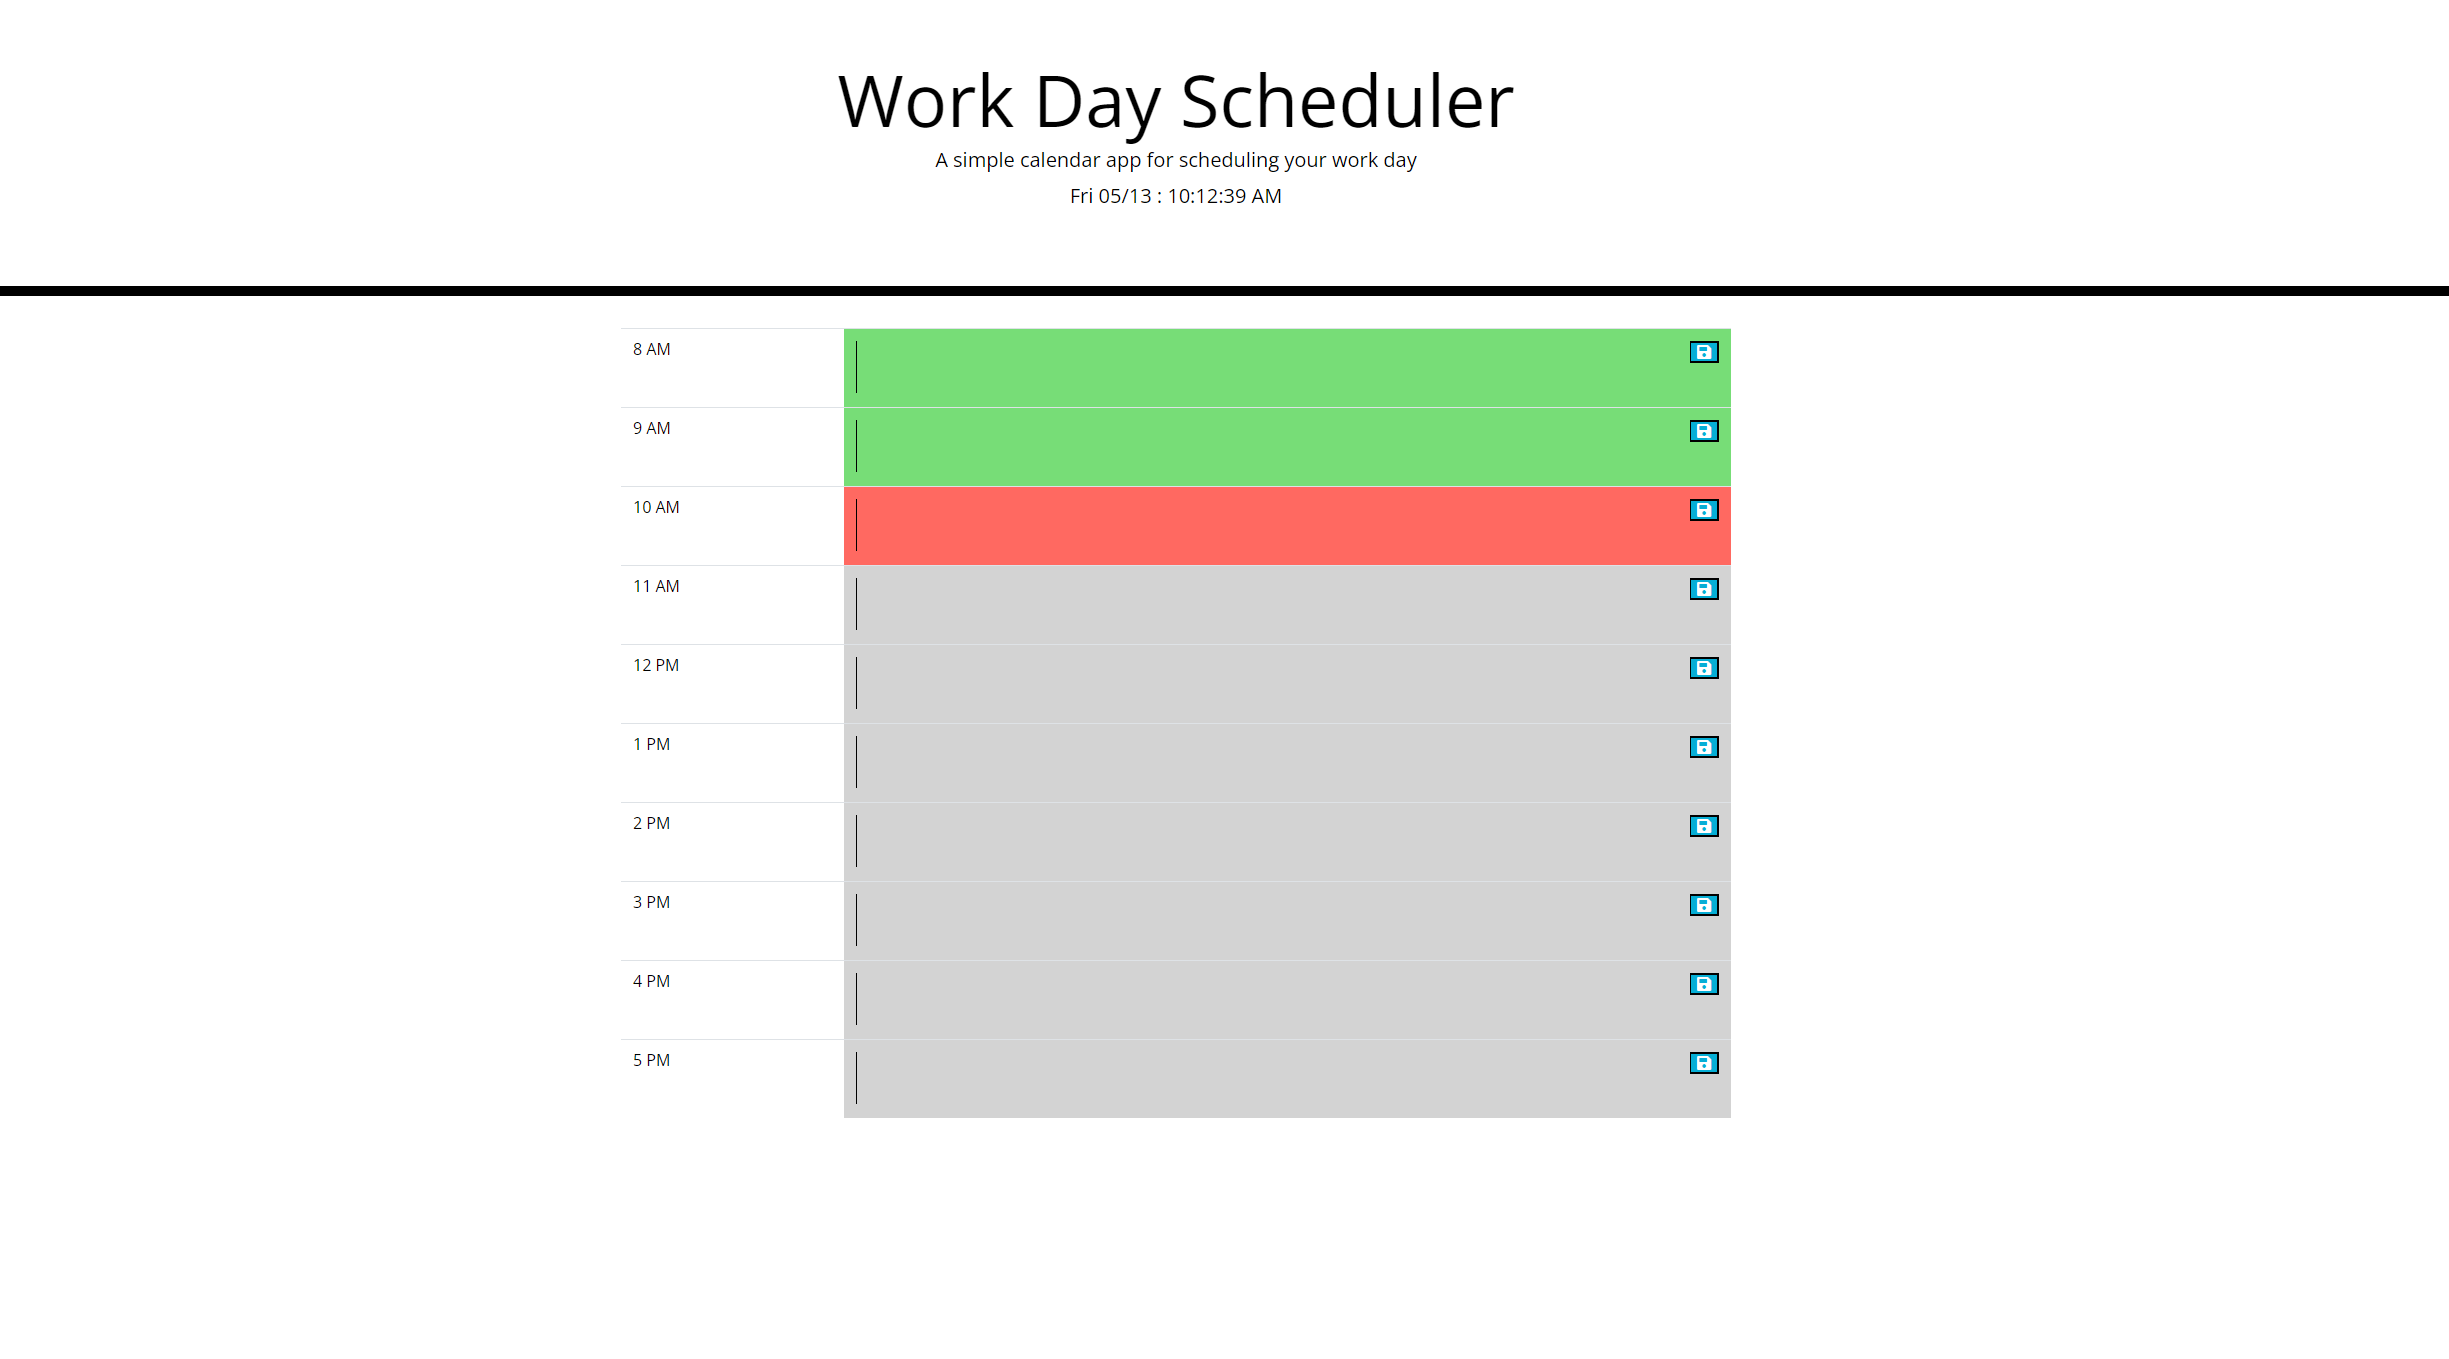 Work Day Scheduler
A simple calendar app for scheduling your work day
Fri 05/13 : 10:12:39 AM
8 AM
9 AM
10 AM
11 AM
12 PM
1 PM
2 PM
3 PM
4 PM
5 PM